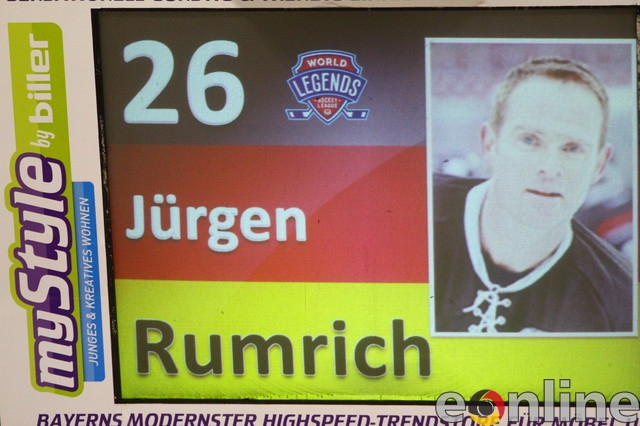 26
WORLD
LEGENDS
HOCKEY
LEAGUE
Jürgen
Rumrich
myStyle by biller
JUNGES & KREATIVES WOHNEN
BAYERNS MODERNSTER HIGHSPEED-TRENDSTORE FÜR MÖBEL
eonline